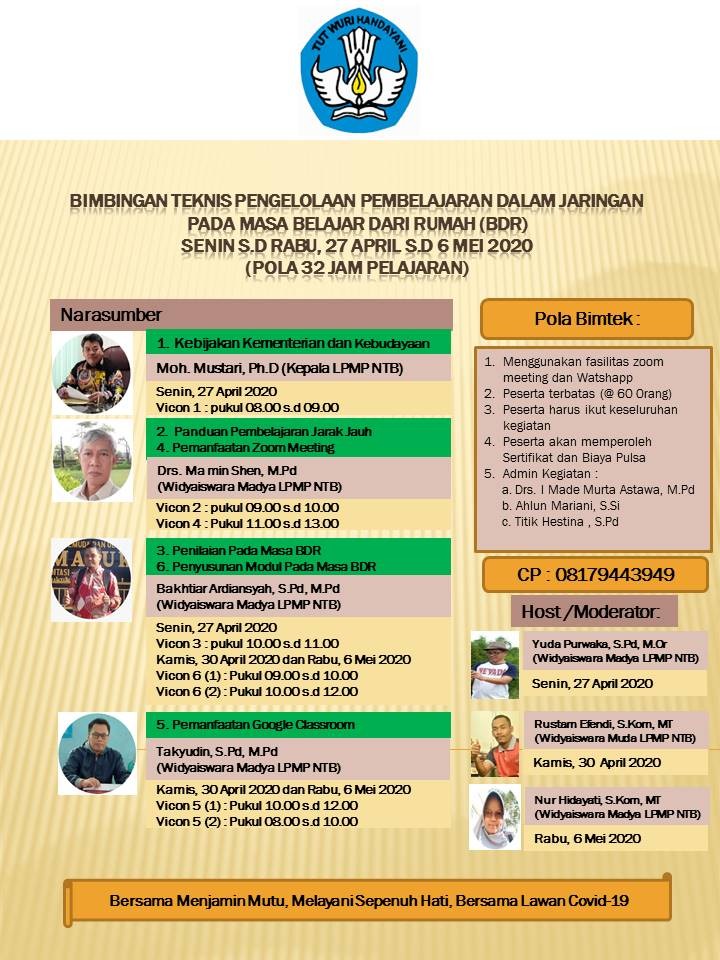 TUT WURI HANDAYANI
BIMBINGAN TEKNIS PENGELOLAAN PEMBELAJARAN DALAM JARINGAN
PADA MASA BELAJAR DARI RUMAH (BDR)
SENIN S.D RABU, 27 APRIL S.D 6 MEI 2020
(POLA 32 JAM PELAJARAN)
Narasumber
1. Kebijakan Kementerian dan Kebudayaan
Moh. Mustari, Ph.D (Kepala LPMP NTB)
Senin, 27 April 2020
Vicon 1 : pukul 08.00 s.d 09.00
2. Panduan Pembelajaran Jarak Jauh
4. Pemanfaatan Zoom Meeting
Drs. Ma min Shen, M.Pd
(Widyaiswara Madya LPMP NTB)
Vicon 2 : pukul 09.00 s.d 10.00
Vicon 4 : Pukul 11.00 s.d 13.00
3. Penilaian Pada Masa BDR
6. Penyusunan Modul Pada Masa BDR
Bakhtiar Ardiansyah, S.Pd, M.Pd
(Widyaiswara Madya LPMP NTB)
Senin, 27 April 2020
Vicon 3 : pukul 10.00 s.d 11.00
Kamis, 30 April 2020 dan Rabu, 6 Mei 2020
Vicon 6 (1) : Pukul 09.00 s.d 10.00
Vicon 6 (2) : Pukul 10.00 s.d 12.00
5. Pemanfaatan Google Classroom
Takyudin, S.Pd, M.Pd
(Widyaiswara Madya LPMP NTB)
Kamis, 30 April 2020 dan Rabu, 6 Mei 2020
Vicon 5 (1) : Pukul 10.00 s.d 12.00
Vicon 5 (2) : Pukul 08.00 s.d 10.00
Pola Bimtek :
1. Menggunakan fasilitas zoom
meeting dan Watshapp
2. Peserta terbatas (@ 60 Orang)
3. Peserta harus ikut keseluruhan
kegiatan
4. Peserta akan memperoleh
Sertifikat dan Biaya Pulsa
5. Admin Kegiatan :
a. Drs. I Made Murta Astawa, M.Pd
b. Ahlun Mariani, S.Si
c. Titik Hestina , S.Pd
CP : 08179443949
Host /Moderator:
Yuda Purwaka, S.Pd, M.Or
(Widyaiswara Madya LPMP NTB)
Senin, 27 April 2020
Rustam Efendi, S.Kom, MT
(Widyaiswara Muda LPMP NTB)
Kamis, 30 April 2020
Nur Hidayati, S.Kom, MT
(Widyaiswara Madya LPMP NTB)
Rabu, 6 Mei 2020
Bersama Menjamin Mutu, Melayani Sepenuh Hati, Bersama Lawan Covid-19